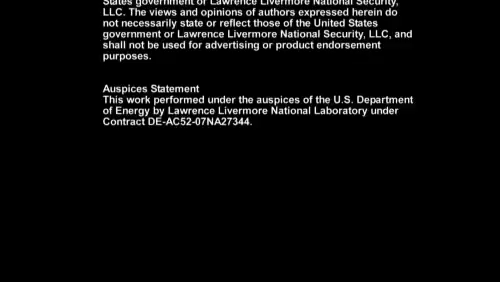 States government or Lawrence Livermore National Security,
LLC. The views and opinions of authors expressed herein do
not necessarily state or reflect those of the United States
government or Lawrence Livermore National Security, LLC, and
shall not be used for advertising or product endorsement
purposes.
Auspices Statement
This work performed under the auspices of the U.S. Department
of Energy by Lawrence Livermore National Laboratory under
Contract DE-AC52-07NA27344.